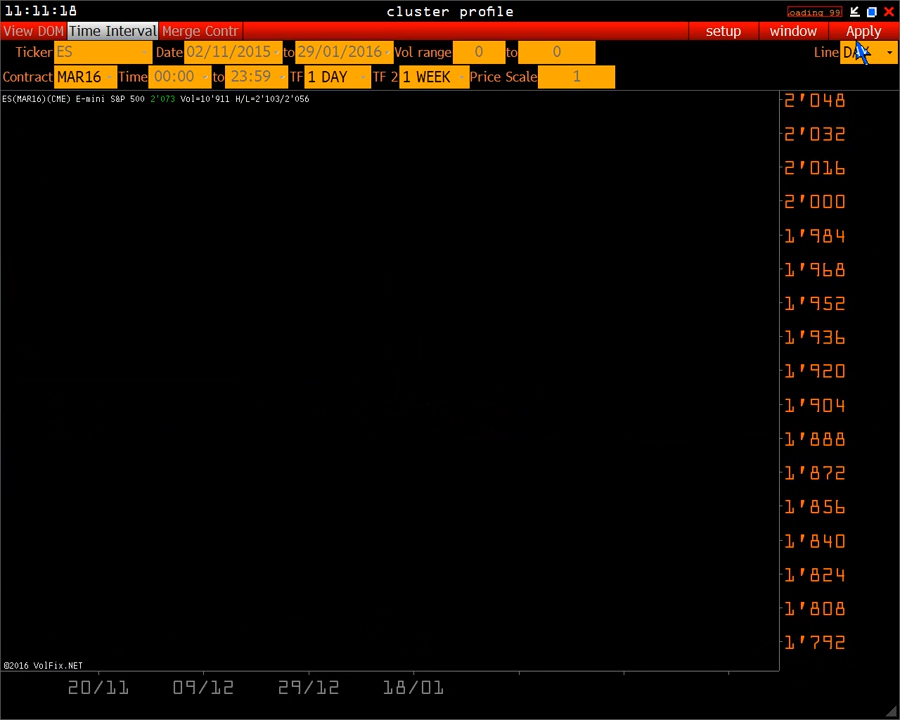 11:11:18 cluster profile Loading 99
View DOM Time Interval Merge Contr setup window Apply
Ticker ES Date 02/11/2015 to 29/01/2016 Vol range 0 to 0 Line
Contract MAR16 Time 00:00 to 23:59 TF 1 DAY TF 2 1 WEEK Price Scale 1
ES(MAR16)(CME) E-mini S&P 500 2'073 Vol=10'911 H/L=2'103/2'056
2'048
2'032
2'016
2'000
1'984
1'968
1'952
1'936
1'920
1'904
1'888
1'872
1'856
1'840
1'824
1'808
1'792
©2016 VolFix.NET
20/11 09/12 29/12 18/01